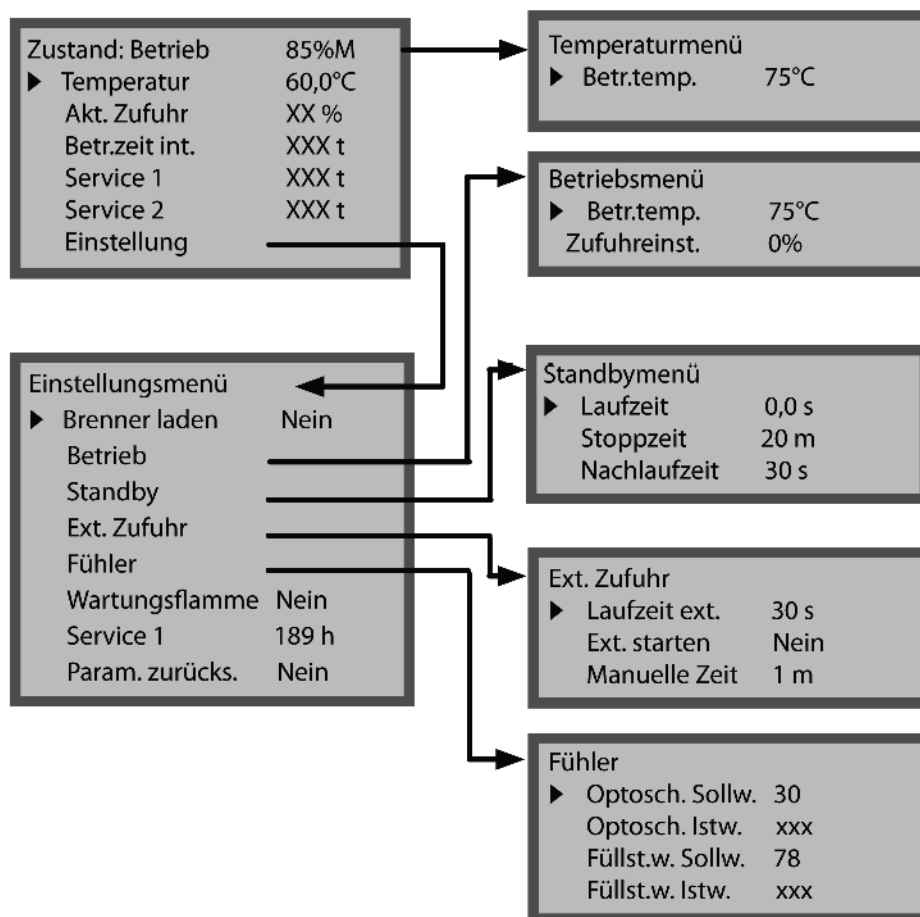 Zustand: Betrieb 85%M
Temperatur 60,0°C
Akt. Zufuhr XX %
Betr.zeit int. XXX t
Service 1 XXX t
Service 2 XXX t
Einstellung
Temperaturmenü
Betr.temp. 75°C
Betriebsmenü
Betr.temp. 75°C
Zufuhreinst. 0%
Einstellungsmenü
Brenner laden Nein
Betrieb
Standby
Ext. Zufuhr
Fühler
Wartungsflamme Nein
Service 1 189 h
Param. zurücks. Nein
Standbymenü
Laufzeit 0,0 s
Stoppzeit 20 m
Nachlaufzeit 30 s
Ext. Zufuhr
Laufzeit ext. 30 s
Ext. starten Nein
Manuelle Zeit 1 m
Fühler
Optosch. Sollw. 30
Optosch. Istw. xxx
Füllst.w. Sollw. 78
Füllst.w. Istw. xxx